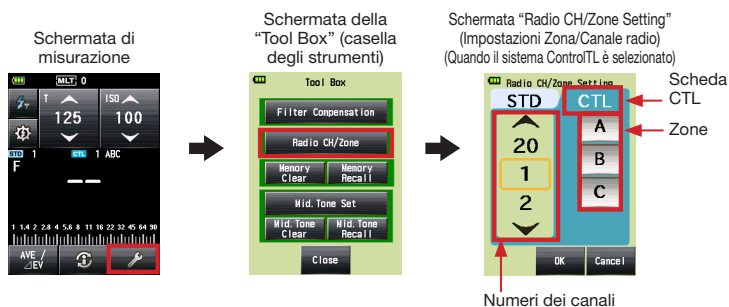 Schermata di
misurazione
MLT 0
T
125
ISO
100
STD 1
CTL 1 ABC
F
1 1.4 2 2.8 4 5.6 8 11 16 22 32 45 64 90
AVE /
⊿EV
Schermata della
“Tool Box” (casella
degli strumenti)
Tool Box
Filter Compensation
Radio CH/Zone
Memory
Clear
Memory
Recall
Mid. Tone Set
Mid. Tone
Clear
Mid. Tone
Recall
Close
Schermata “Radio CH/Zone Setting”
(Impostazioni Zona/Canale radio)
(Quando il sistema ControlTL è selezionato)
Radio CH/Zone Setting
STD
CTL
20
1
2
A
B
C
OK
Cancel
Scheda
CTL
Zone
Numeri dei canali